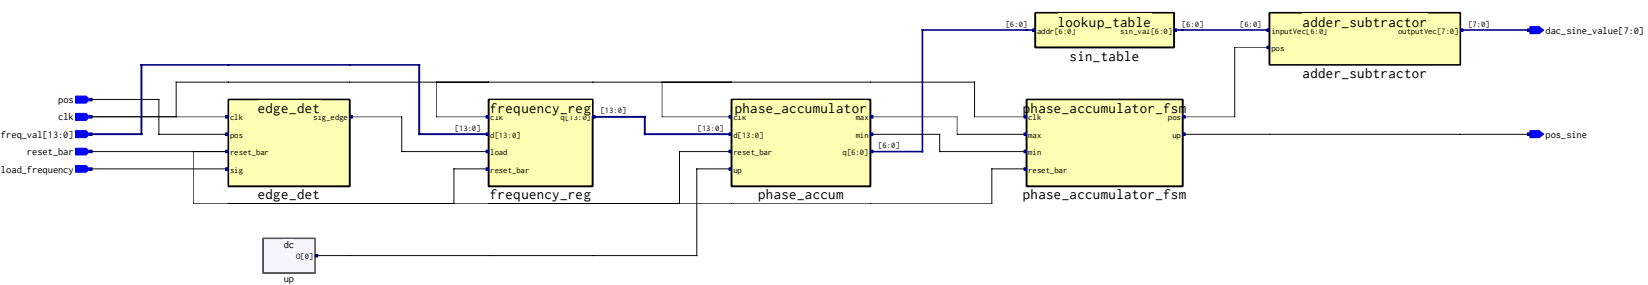 [6:0]
lookup_table
addr[6:0]
sin_val[6:0]
sin_table
[6:0]
[6:0]
adder_subtractor
inputVec[6:0]
outputVec[7:0]
pos
adder_subtractor
[7:0]
dac_sine_value[7:0]
pos
clk
freq_val[13:0]
reset_bar
load_frequency
edge_det
clk
sig_edge
pos
reset_bar
sig
edge_det
[13:0]
frequency_reg
clk
q[13:0]
d[13:0]
load
reset_bar
frequency_reg
[13:0]
[13:0]
phase_accumulator
clk
max
d[13:0]
min
reset_bar
q[6:0]
up
phase_accum
[6:0]
phase_accumulator_fsm
clk
pos
max
up
min
reset_bar
phase_accumulator_fsm
pos_sine
dc
O[0]
up